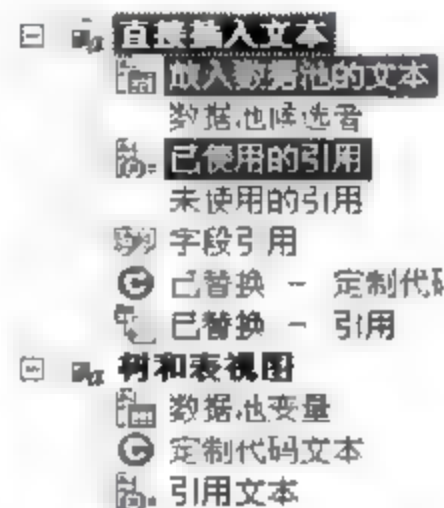 直接插入文本
放入数据池的文本
数据池候选者
已使用的引用
未使用的引用
字段引用
已替换 - 定制代码
已替换 - 引用
树和表视图
数据池变量
定制代码文本
引用文本